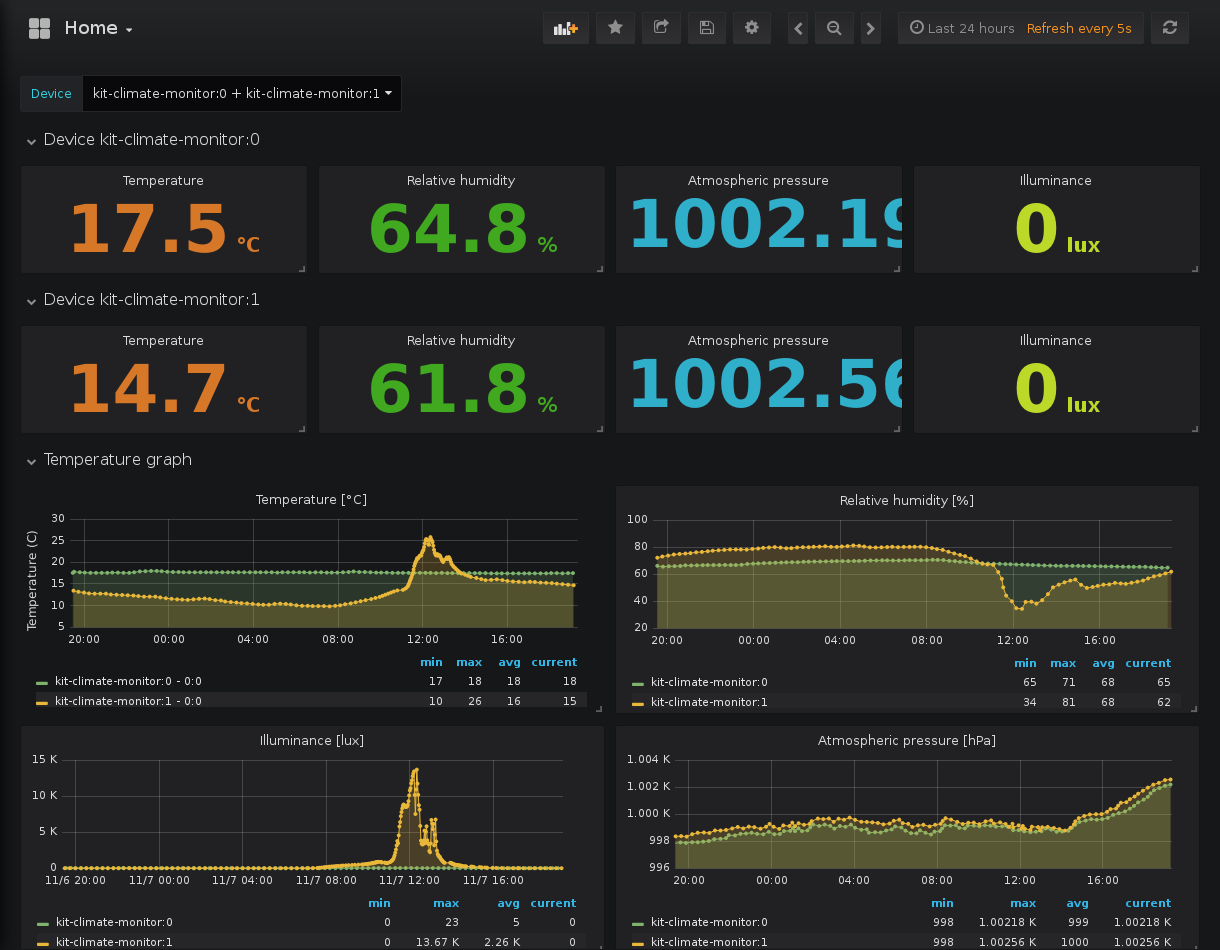 Home
Last 24 hours Refresh every 5s
Device kit-climate-monitor:0 + kit-climate-monitor:1
Device kit-climate-monitor:0
Temperature Relative humidity Atmospheric pressure Illuminance
17.5 °C 64.8 % 1002.19 0 lux
Device kit-climate-monitor:1
Temperature Relative humidity Atmospheric pressure Illuminance
14.7 °C 61.8 % 1002.56 0 lux
Temperature graph
Temperature [°C]
Temperature (C)
30
25
20
15
10
5
20:00 00:00 04:00 08:00 12:00 16:00
min max avg current
kit-climate-monitor:0 - 0:0 17 18 18 18
kit-climate-monitor:1 - 0:0 10 26 16 15
Relative humidity [%]
100
80
60
40
20
20:00 00:00 04:00 08:00 12:00 16:00
min max avg current
kit-climate-monitor:0 65 71 68 65
kit-climate-monitor:1 34 81 68 62
Illuminance [lux]
15 K
10 K
5 K
0
11/6 20:00 11/7 00:00 11/7 04:00 11/7 08:00 11/7 12:00 11/7 16:00
min max avg current
kit-climate-monitor:0 0 23 5 0
kit-climate-monitor:1 0 13.67 K 2.26 K 0
Atmospheric pressure [hPa]
1.004 K
1.002 K
1.000 K
998
996
20:00 00:00 04:00 08:00 12:00 16:00
min max avg current
kit-climate-monitor:0 998 1.00218 K 999 1.00218 K
kit-climate-monitor:1 998 1.00256 K 1000 1.00256 K